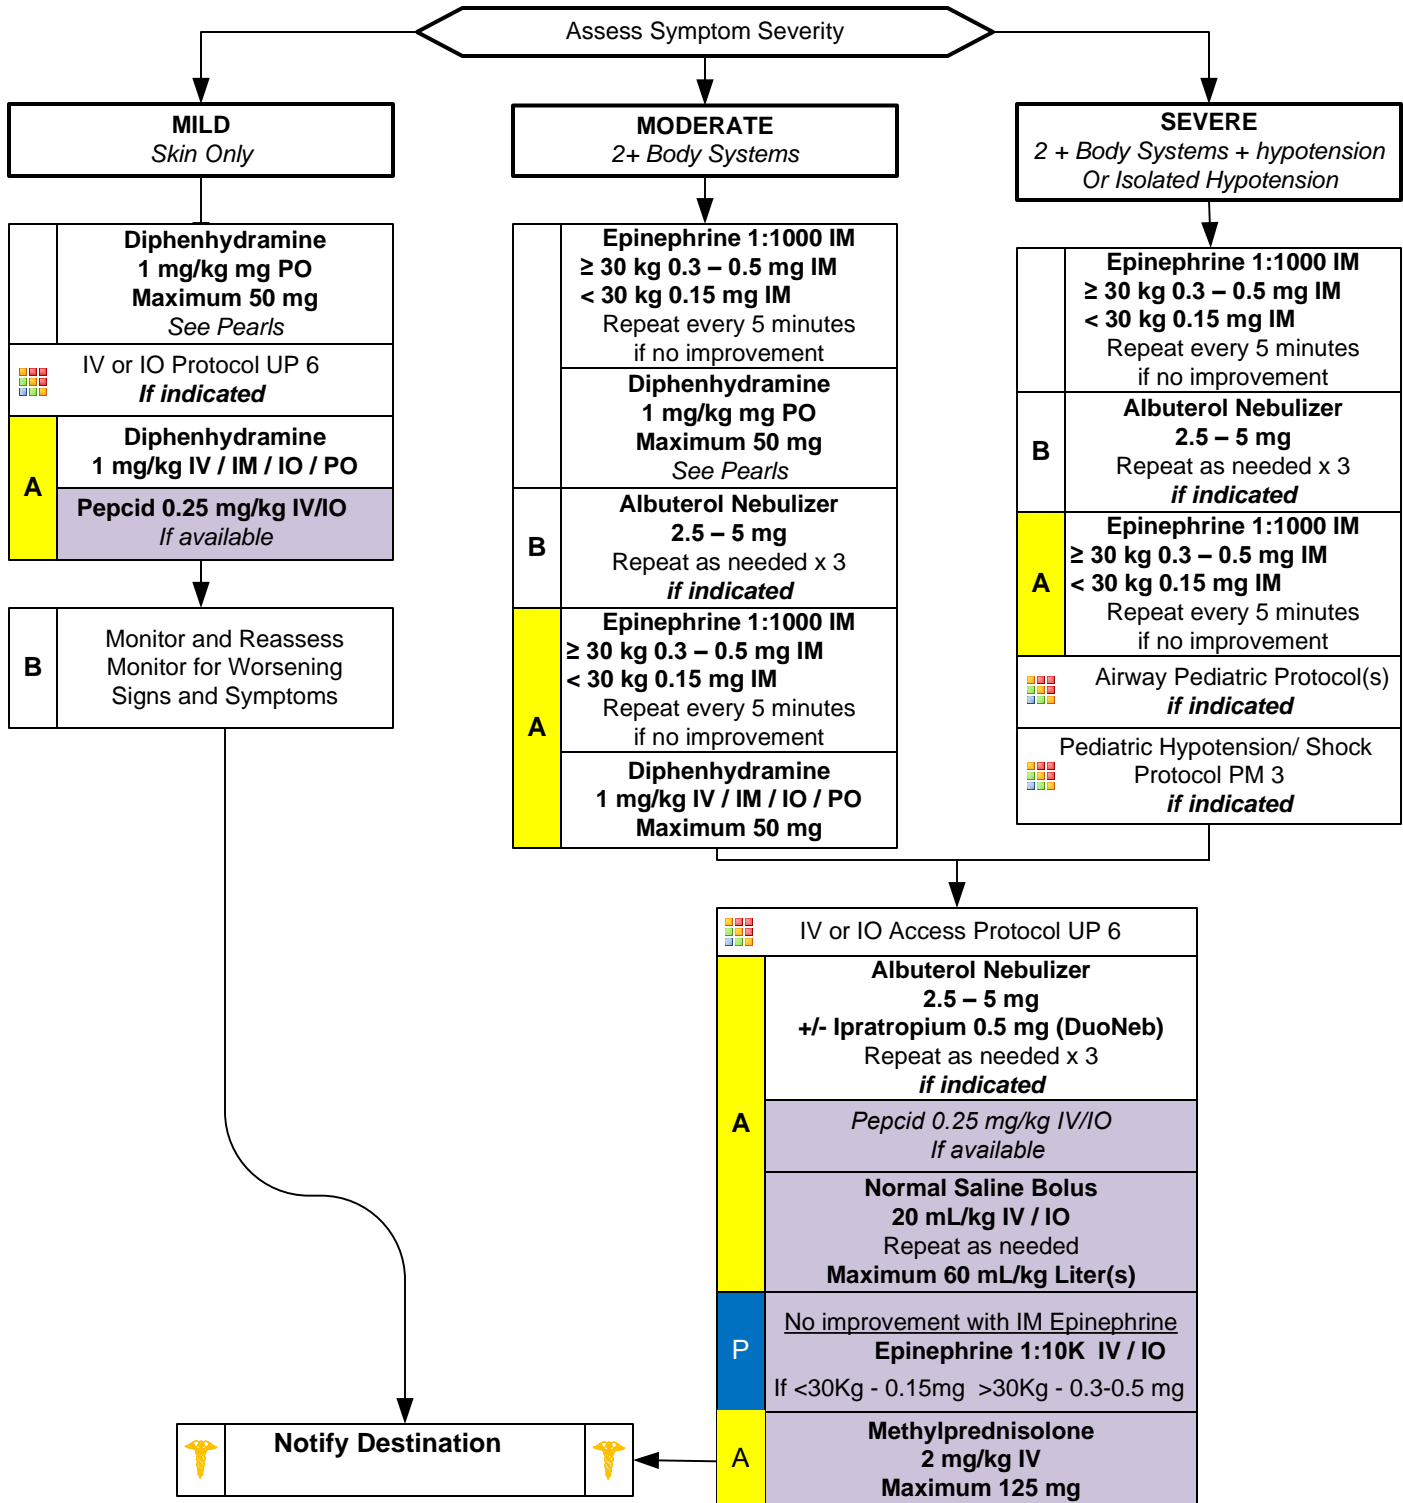 Assess Symptom Severity
MILD
Skin Only
Diphenhydramine
1 mg/kg mg PO
Maximum 50 mg
See Pearls
IV or IO Protocol UP 6
If indicated
A
Diphenhydramine
1 mg/kg IV / IM / IO / PO
Pepcid 0.25 mg/kg IV/IO
If available
B
Monitor and Reassess
Monitor for Worsening
Signs and Symptoms
MODERATE
2+ Body Systems
Epinephrine 1:1000 IM
≥ 30 kg 0.3 – 0.5 mg IM
< 30 kg 0.15 mg IM
Repeat every 5 minutes
if no improvement
Diphenhydramine
1 mg/kg mg PO
Maximum 50 mg
See Pearls
B
Albuterol Nebulizer
2.5 – 5 mg
Repeat as needed x 3
if indicated
A
Epinephrine 1:1000 IM
≥ 30 kg 0.3 – 0.5 mg IM
< 30 kg 0.15 mg IM
Repeat every 5 minutes
if no improvement
Diphenhydramine
1 mg/kg IV / IM / IO / PO
Maximum 50 mg
SEVERE
2 + Body Systems + hypotension
Or Isolated Hypotension
Epinephrine 1:1000 IM
≥ 30 kg 0.3 – 0.5 mg IM
< 30 kg 0.15 mg IM
Repeat every 5 minutes
if no improvement
B
Albuterol Nebulizer
2.5 – 5 mg
Repeat as needed x 3
if indicated
A
Epinephrine 1:1000 IM
≥ 30 kg 0.3 – 0.5 mg IM
< 30 kg 0.15 mg IM
Repeat every 5 minutes
if no improvement
Airway Pediatric Protocol(s)
if indicated
Pediatric Hypotension/ Shock
Protocol PM 3
if indicated
IV or IO Access Protocol UP 6
A
Albuterol Nebulizer
2.5 – 5 mg
+/- Ipratropium 0.5 mg (DuoNeb)
Repeat as needed x 3
if indicated
Pepcid 0.25 mg/kg IV/IO
If available
Normal Saline Bolus
20 mL/kg IV / IO
Repeat as needed
Maximum 60 mL/kg Liter(s)
P
No improvement with IM Epinephrine
Epinephrine 1:10K IV / IO
If <30Kg - 0.15mg >30Kg - 0.3-0.5 mg
A
Methylprednisolone
2 mg/kg IV
Maximum 125 mg
Notify Destination